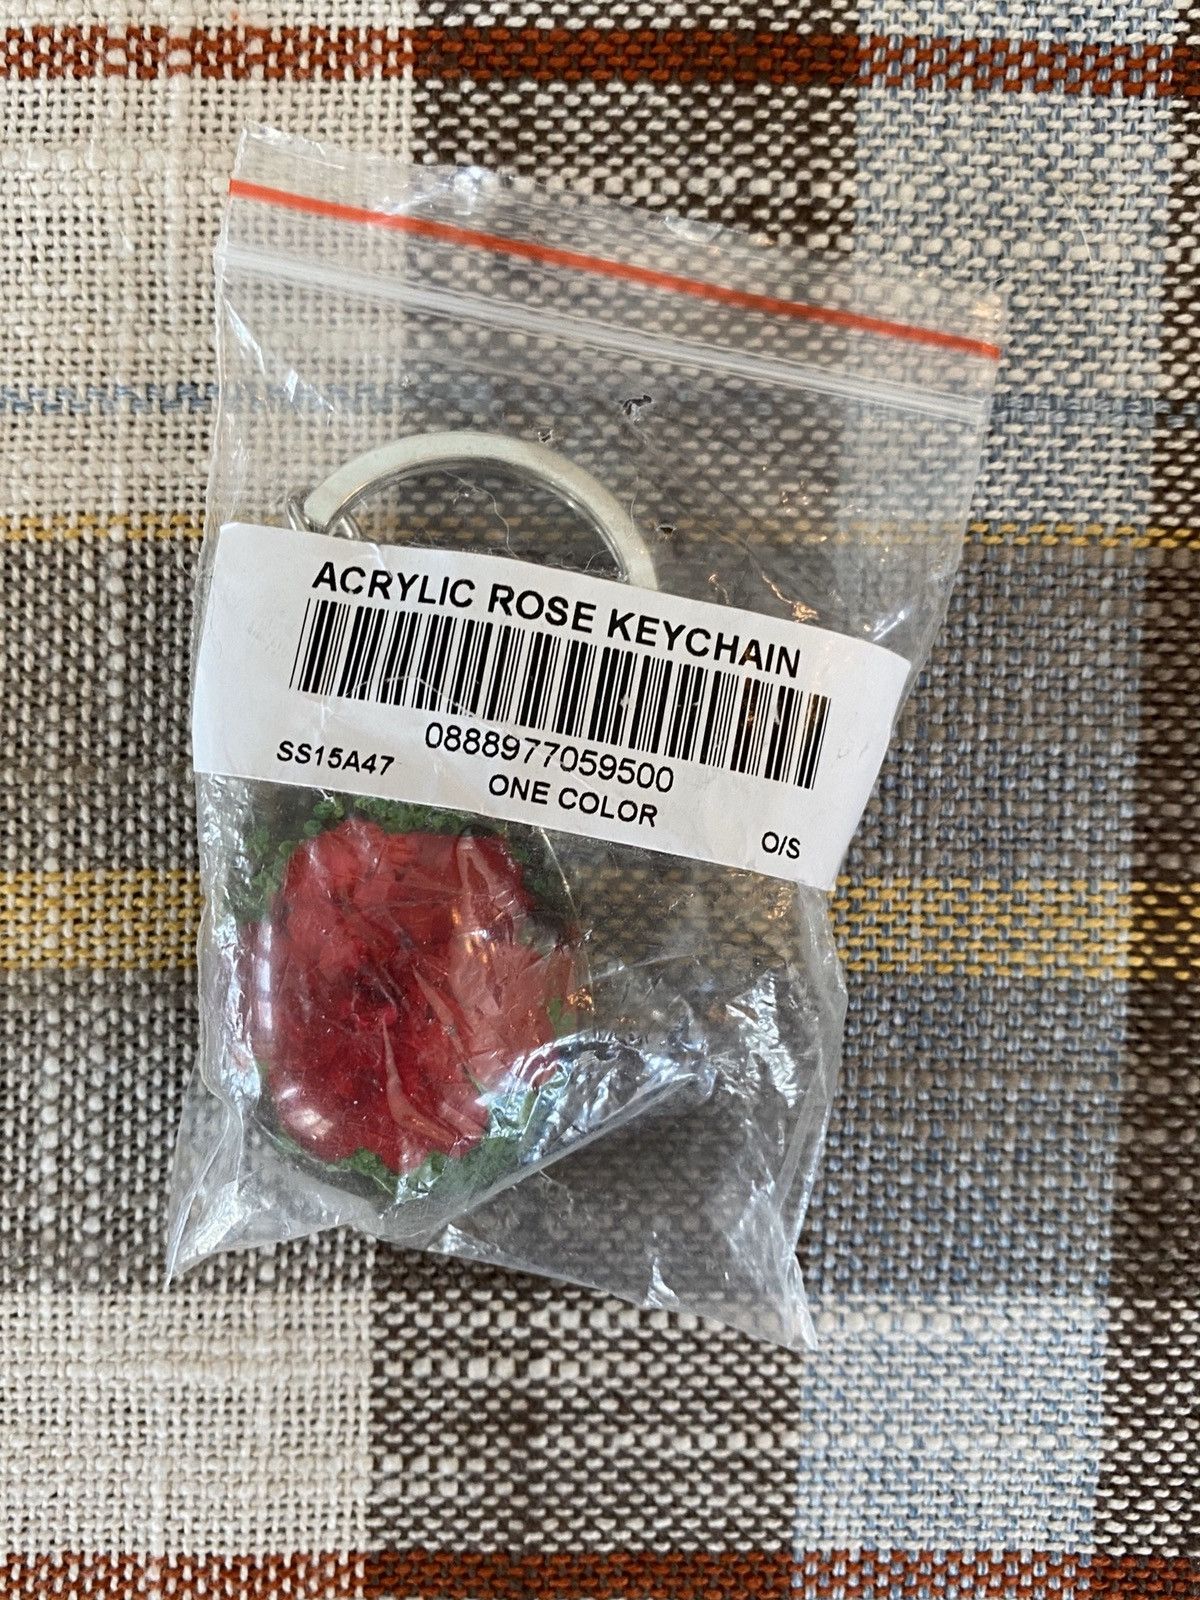 ACRYLIC ROSE KEYCHAIN
0888977059500
SS15A47
ONE COLOR
O/S